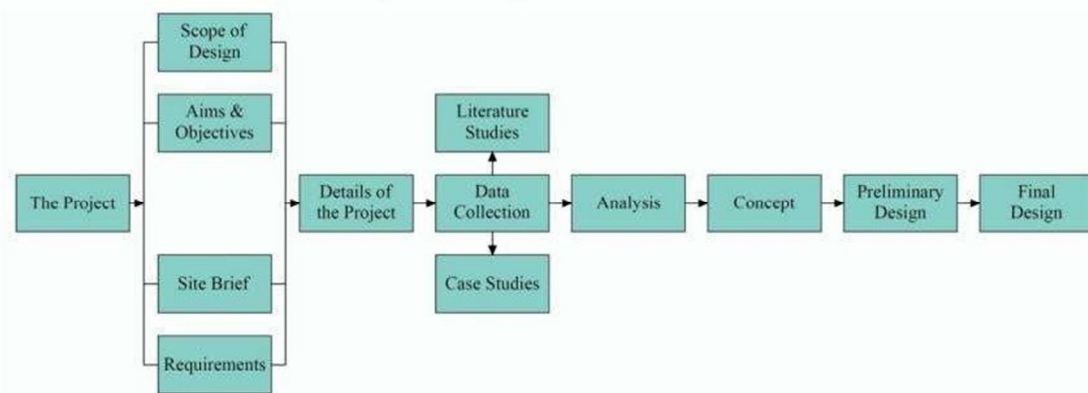 The Project
Scope of
Design
Aims &
Objectives
Site Brief
Requirements
Details of
the Project
Data
Collection
Literature
Studies
Case Studies
Analysis
Concept
Preliminary
Design
Final
Design